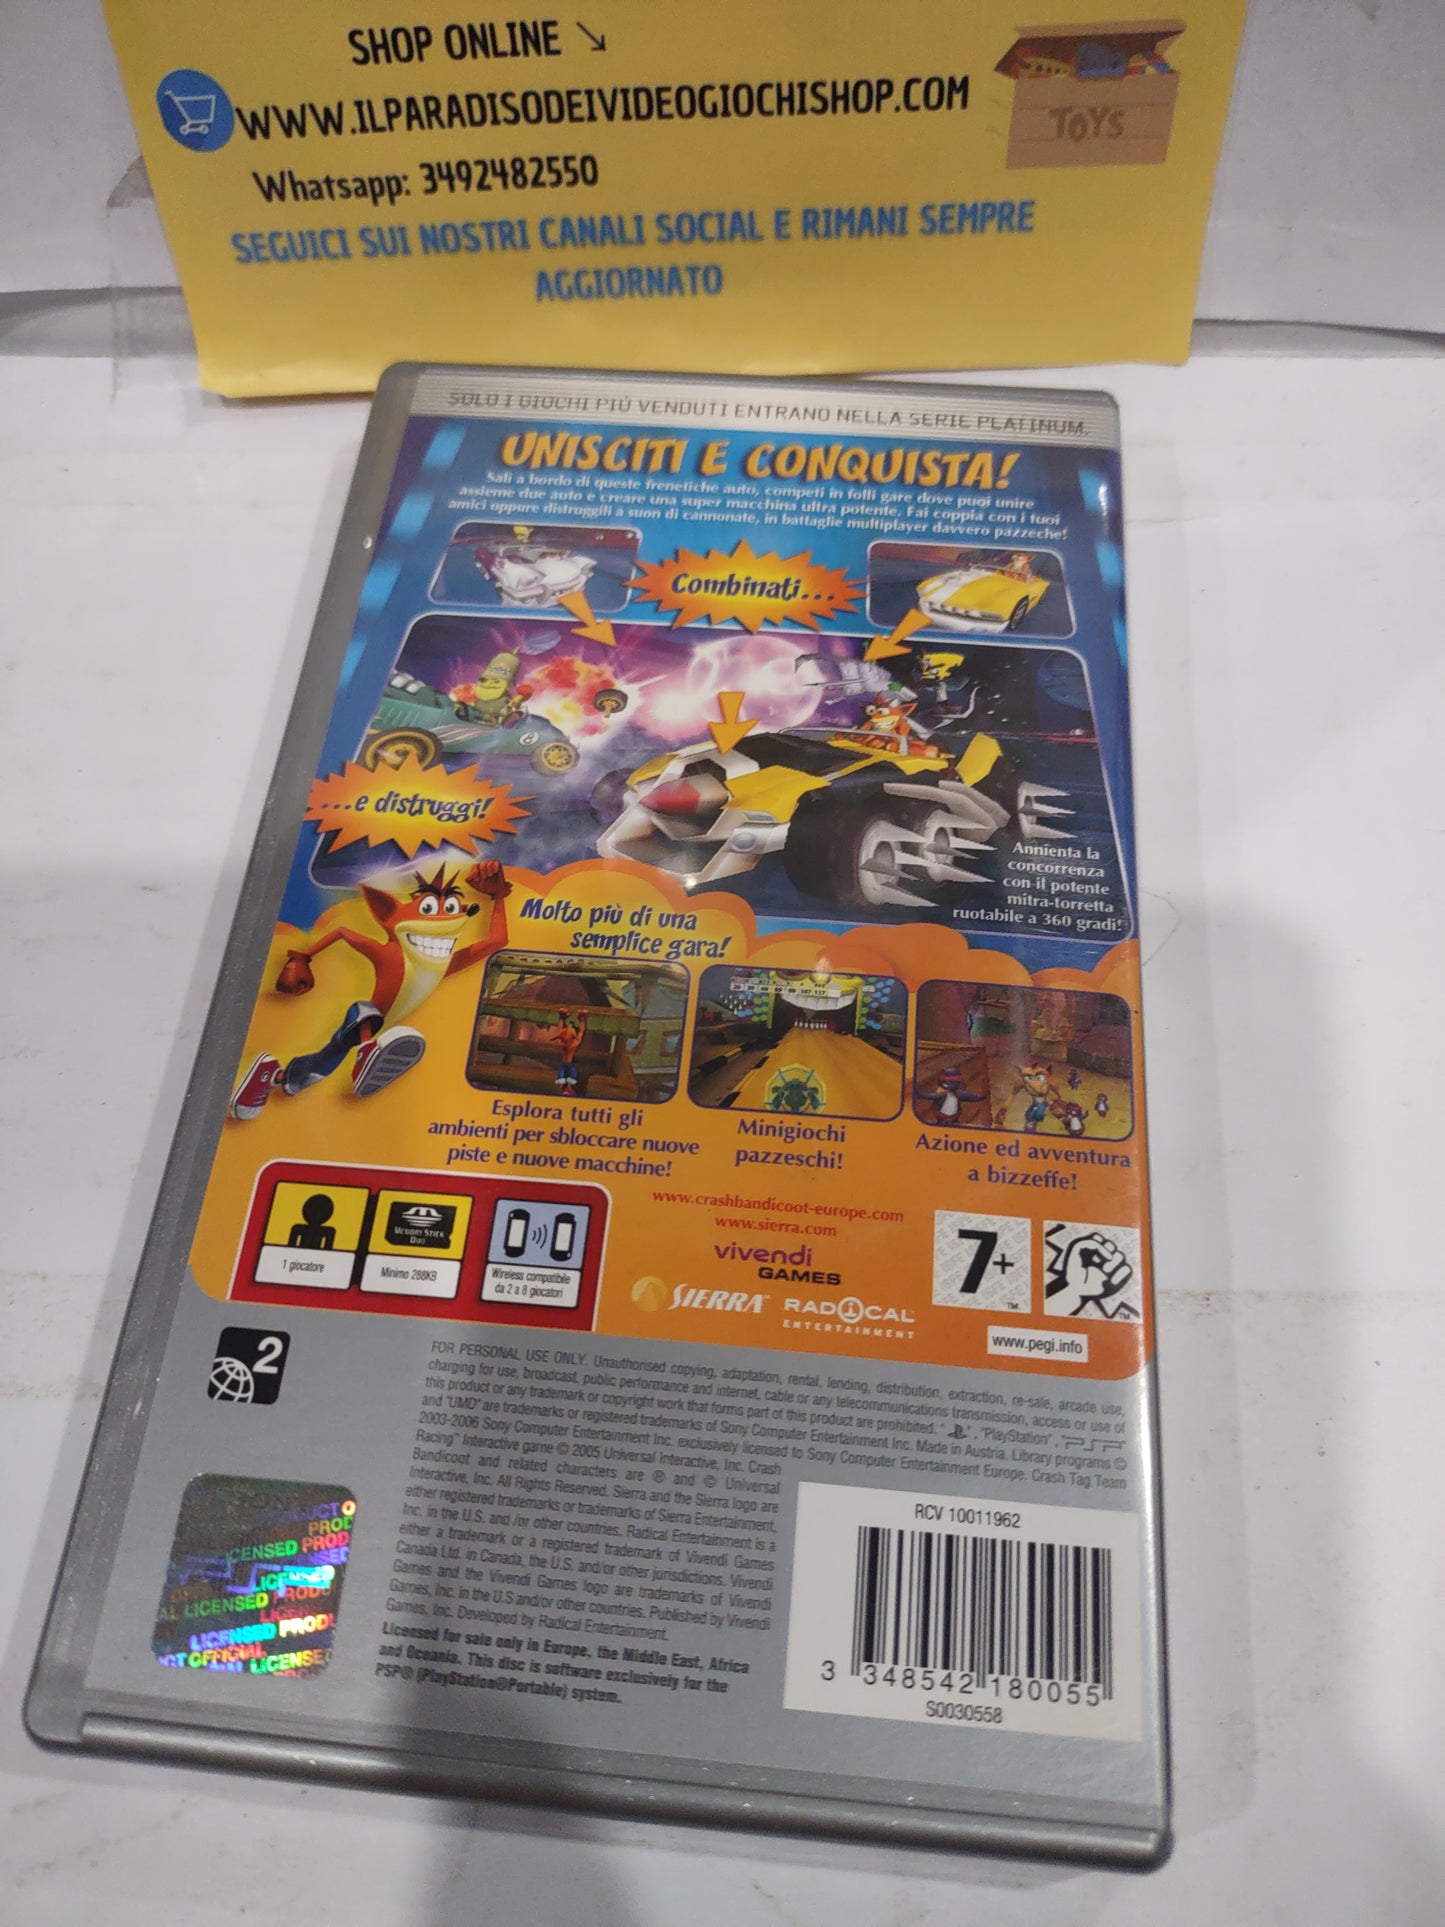 SHOP ONLINE ↘
WWW.ILPARADISODEIVIDEOGIOCHISHOP.COM
TOYS
Whatsapp: 3492482550
SEGUICI SUI NOSTRI CANALI SOCIAL E RIMANI SEMPRE
AGGIORNATO
SOLO I GIOCHI PIÙ VENDUTI ENTRANO NELLA SERIE PLATINUM.
UNISCITI E CONQUISTA!
Sali a bordo di queste frenetiche auto, competi in folli gare dove puoi unire
assieme due auto e creare una super macchina ultra potente. Fai coppia con i tuoi
amici oppure distruggili a suon di cannonate, in battaglie multiplayer davvero pazzeche!
Combinati...
8
...e distruggi!
Annienta la
concorrenza
con il potente
mitra-torretta
ruotabile a 360 gradi!
Molto più di una
semplice gara!
Esplora tutti gli
ambienti per sbloccare nuove
piste e nuove macchine!
Minigiochi
pazzeschi!
Azione ed avventura
a bizzeffe!
1 giocatore
MEMORY STICK
DUO
Minimo 288KB
Wireless compatibile
da 2 a 8 giocatori
www.crashbandicoot-europe.com
www.sierra.com
vivendi
GAMES
SIERRA™
RADICAL
ENTERTAINMENT
7+
TM
TM
www.pegi.info
2
FOR PERSONAL USE ONLY. Unauthorised copying, adaptation, rental, lending, distribution, extraction, re-sale, arcade use,
charging for use, broadcast, public performance and internet, cable or any telecommunications transmission, access or use of
this product or any trademark or copyright work that forms part of this product are prohibited. " ", "PlayStation", "PSP"
and "UMD" are trademarks or registered trademarks of Sony Computer Entertainment Inc. Made in Austria. Library programs ©
2003-2006 Sony Computer Entertainment Inc. exclusively licensed to Sony Computer Entertainment Europe. Crash Tag Team
Racing™ Interactive game © 2005 Universal Interactive, Inc. Crash
Bandicoot and related characters are ® and © Universal
Interactive, Inc. All Rights Reserved. Sierra and the Sierra logo are
either registered trademarks or trademarks of Sierra Entertainment,
Inc. in the U.S. and /or other countries. Radical Entertainment is a
either a trademark or a registered trademark of Vivendi Games
Canada Ltd. in Canada, the U.S. and/or other jurisdictions. Vivendi
Games and the Vivendi Games logo are trademarks of Vivendi
Games, Inc. in the U.S and/or other countries. Published by Vivendi
Games, Inc. Developed by Radical Entertainment.
Licensed for sale only in Europe, the Middle East, Africa
and Oceania. This disc is software exclusively for the
PSP® (PlayStation®Portable) system.
RCV 10011962
3 348542 180055
S0030558